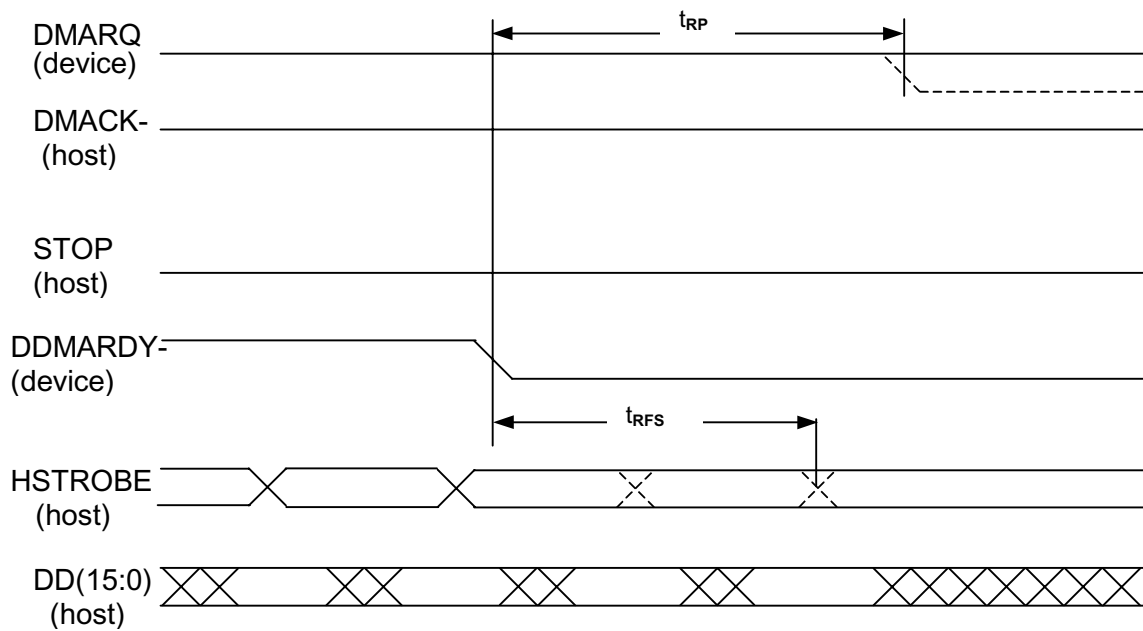 DMARQ
(device)
tRP
DMACK-
(host)
STOP
(host)
DDMARDY-
(device)
tRFS
HSTROBE
(host)
DD(15:0)
(host)